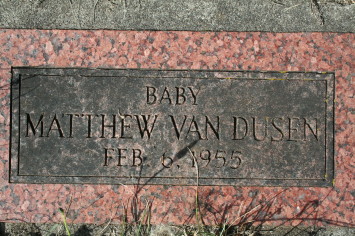 BABY
MATTHEW VAN DUSEN
FEB. 6, 1955